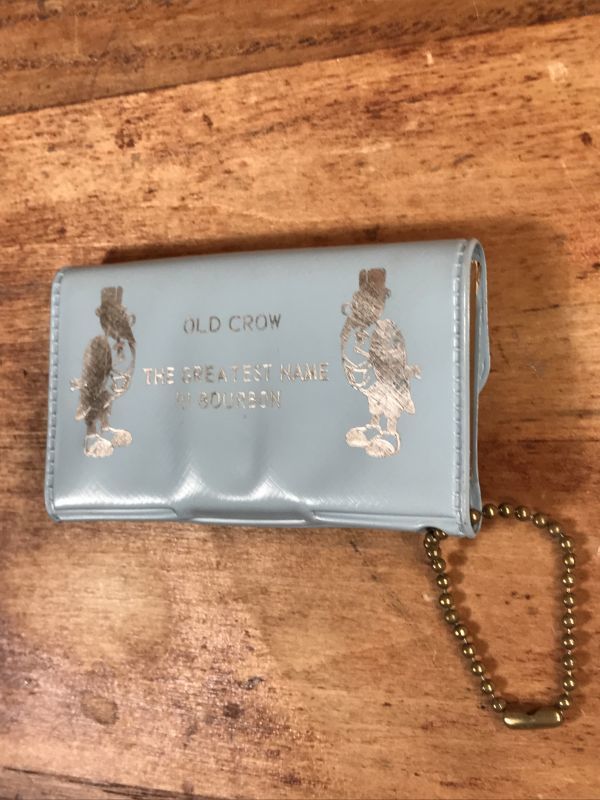 OLD CROW
THE GREATEST NAME
IN BOURBON